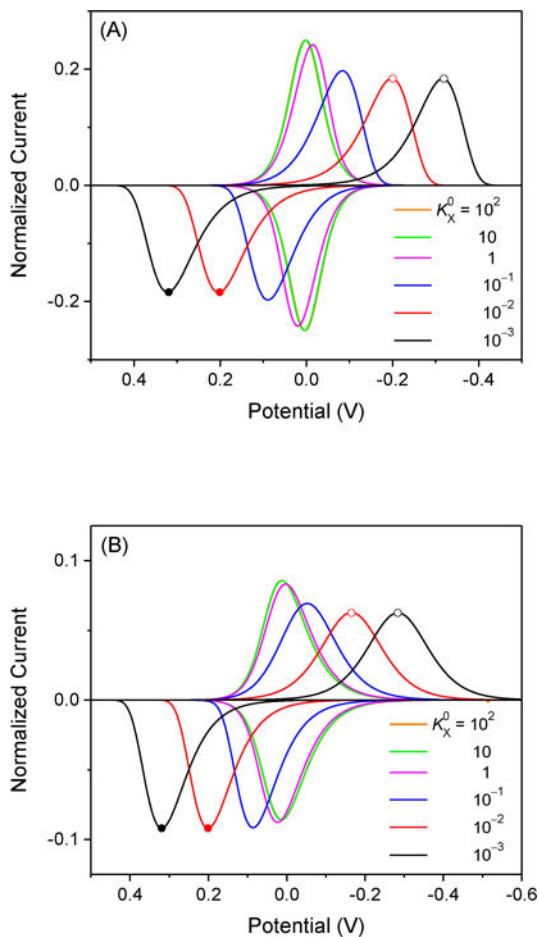 (A)
Normalized Current
0.2
0.0
-0.2
K⁰X = 10²
10
1
10⁻¹
10⁻²
10⁻³
0.4 0.2 0.0 -0.2 -0.4
Potential (V)
(B)
Normalized Current
0.1
0.0
-0.1
K⁰X = 10²
10
1
10⁻¹
10⁻²
10⁻³
0.4 0.2 0.0 -0.2 -0.4 -0.6
Potential (V)